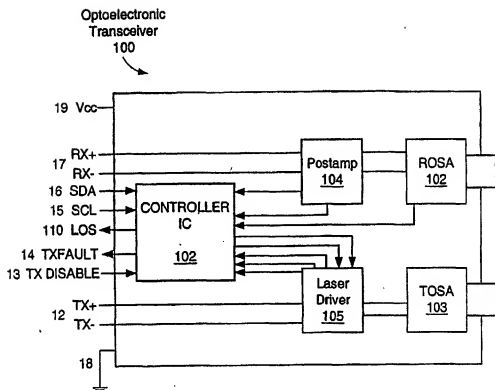 Optoelectronic
Transceiver
100
19 Vcc
17 RX+
RX-
16 SDA
15 SCL
110 LOS
14 TXFAULT
13 TX DISABLE
12 TX+
TX-
18
CONTROLLER
IC
102
Postamp
104
ROSA
102
Laser
Driver
105
TOSA
103